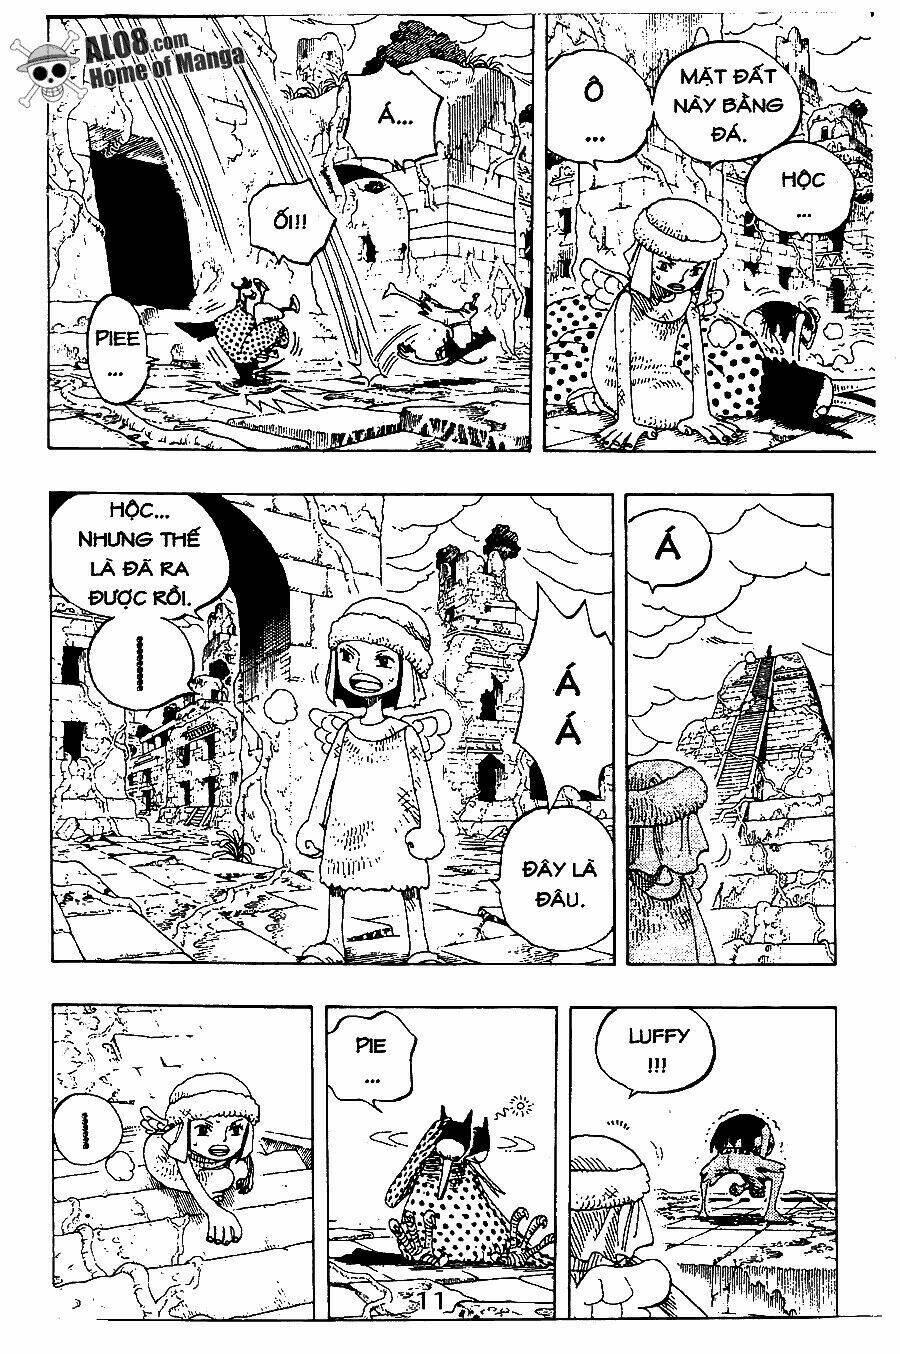 ALO8.com
Home of Manga
Á...
ỐI!!!
PIEE
...
Ô
...
MẶT ĐẤT
NÀY BẰNG
ĐÁ.
HỘC
...
HỘC...
NHƯNG THẾ
LÀ ĐÃ RA
ĐƯỢC RỒI.
Á
Á
ĐÂY LÀ
ĐÂU.
Á
PIE
...
LUFFY
!!!
11